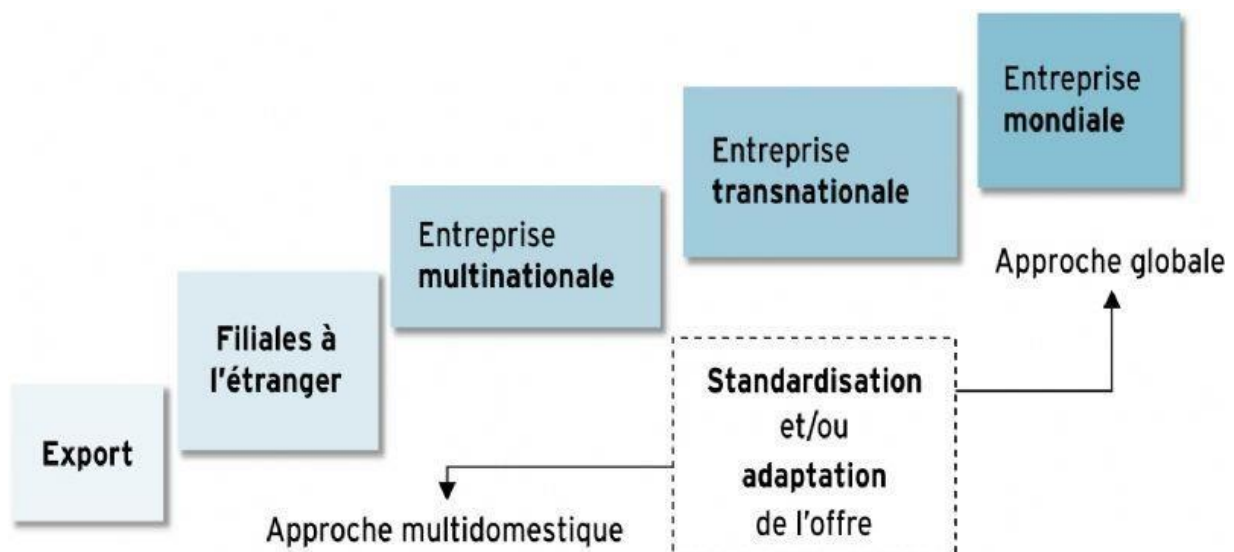 Entreprise
mondiale
Entreprise
transnationale
Entreprise
multinationale
Approche globale
Filiales à
l'étranger
Standardisation
et/ou
adaptation
de l'offre
Export
Approche multidomestique